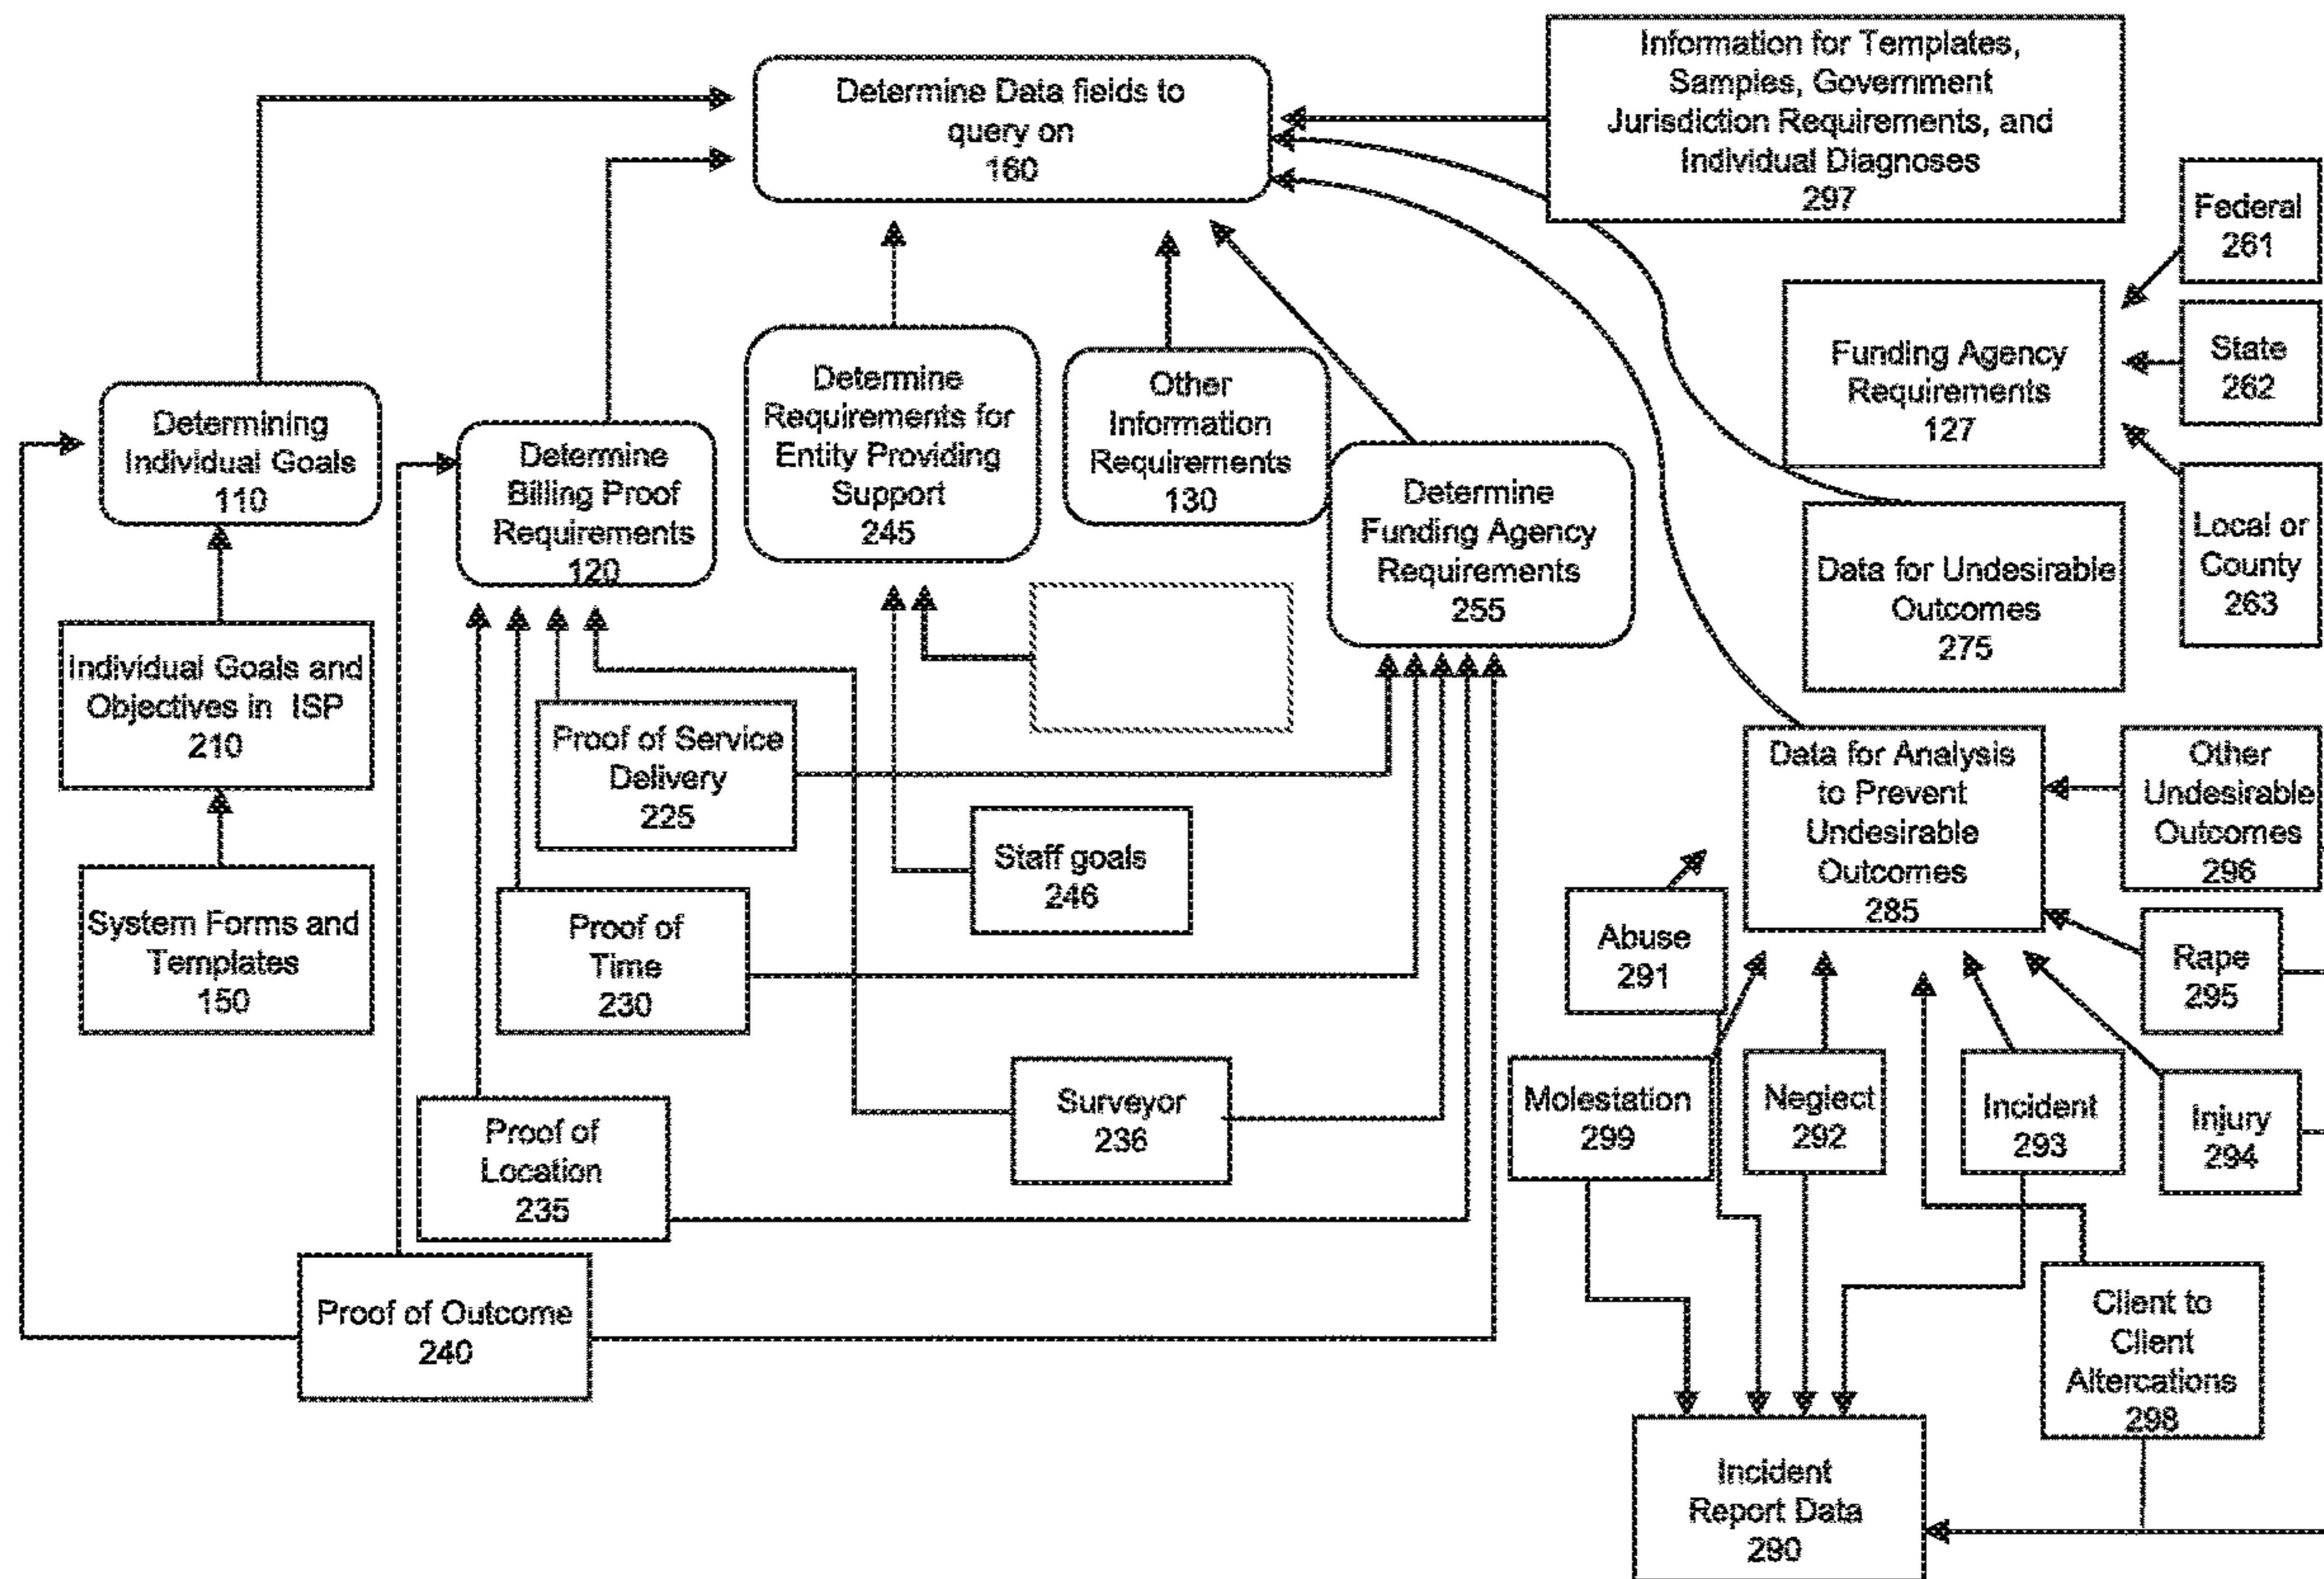 Determine Data fields to
query on
160
Information for Templates,
Samples, Government
Jurisdiction Requirements, and
Individual Diagnoses
297
Federal
261
State
262
Local or
County
263
Funding Agency
Requirements
127
Determining
Individual Goals
110
Determine
Billing Proof
Requirements
120
Determine
Requirements for
Entity Providing
Support
245
Other
Information
Requirements
130
Determine
Funding Agency
Requirements
255
Data for Undesirable
Outcomes
275
Individual Goals and
Objectives in ISP
210
System Forms and
Templates
150
Proof of Service
Delivery
225
Staff goals
246
Proof of
Time
230
Surveyor
236
Proof of
Location
235
Proof of Outcome
240
Data for Analysis
to Prevent
Undesirable
Outcomes
285
Other
Undesirable
Outcomes
296
Abuse
291
Rape
295
Molestation
299
Neglect
292
Incident
293
Injury
294
Client to
Client
Altercations
298
Incident
Report Data
290